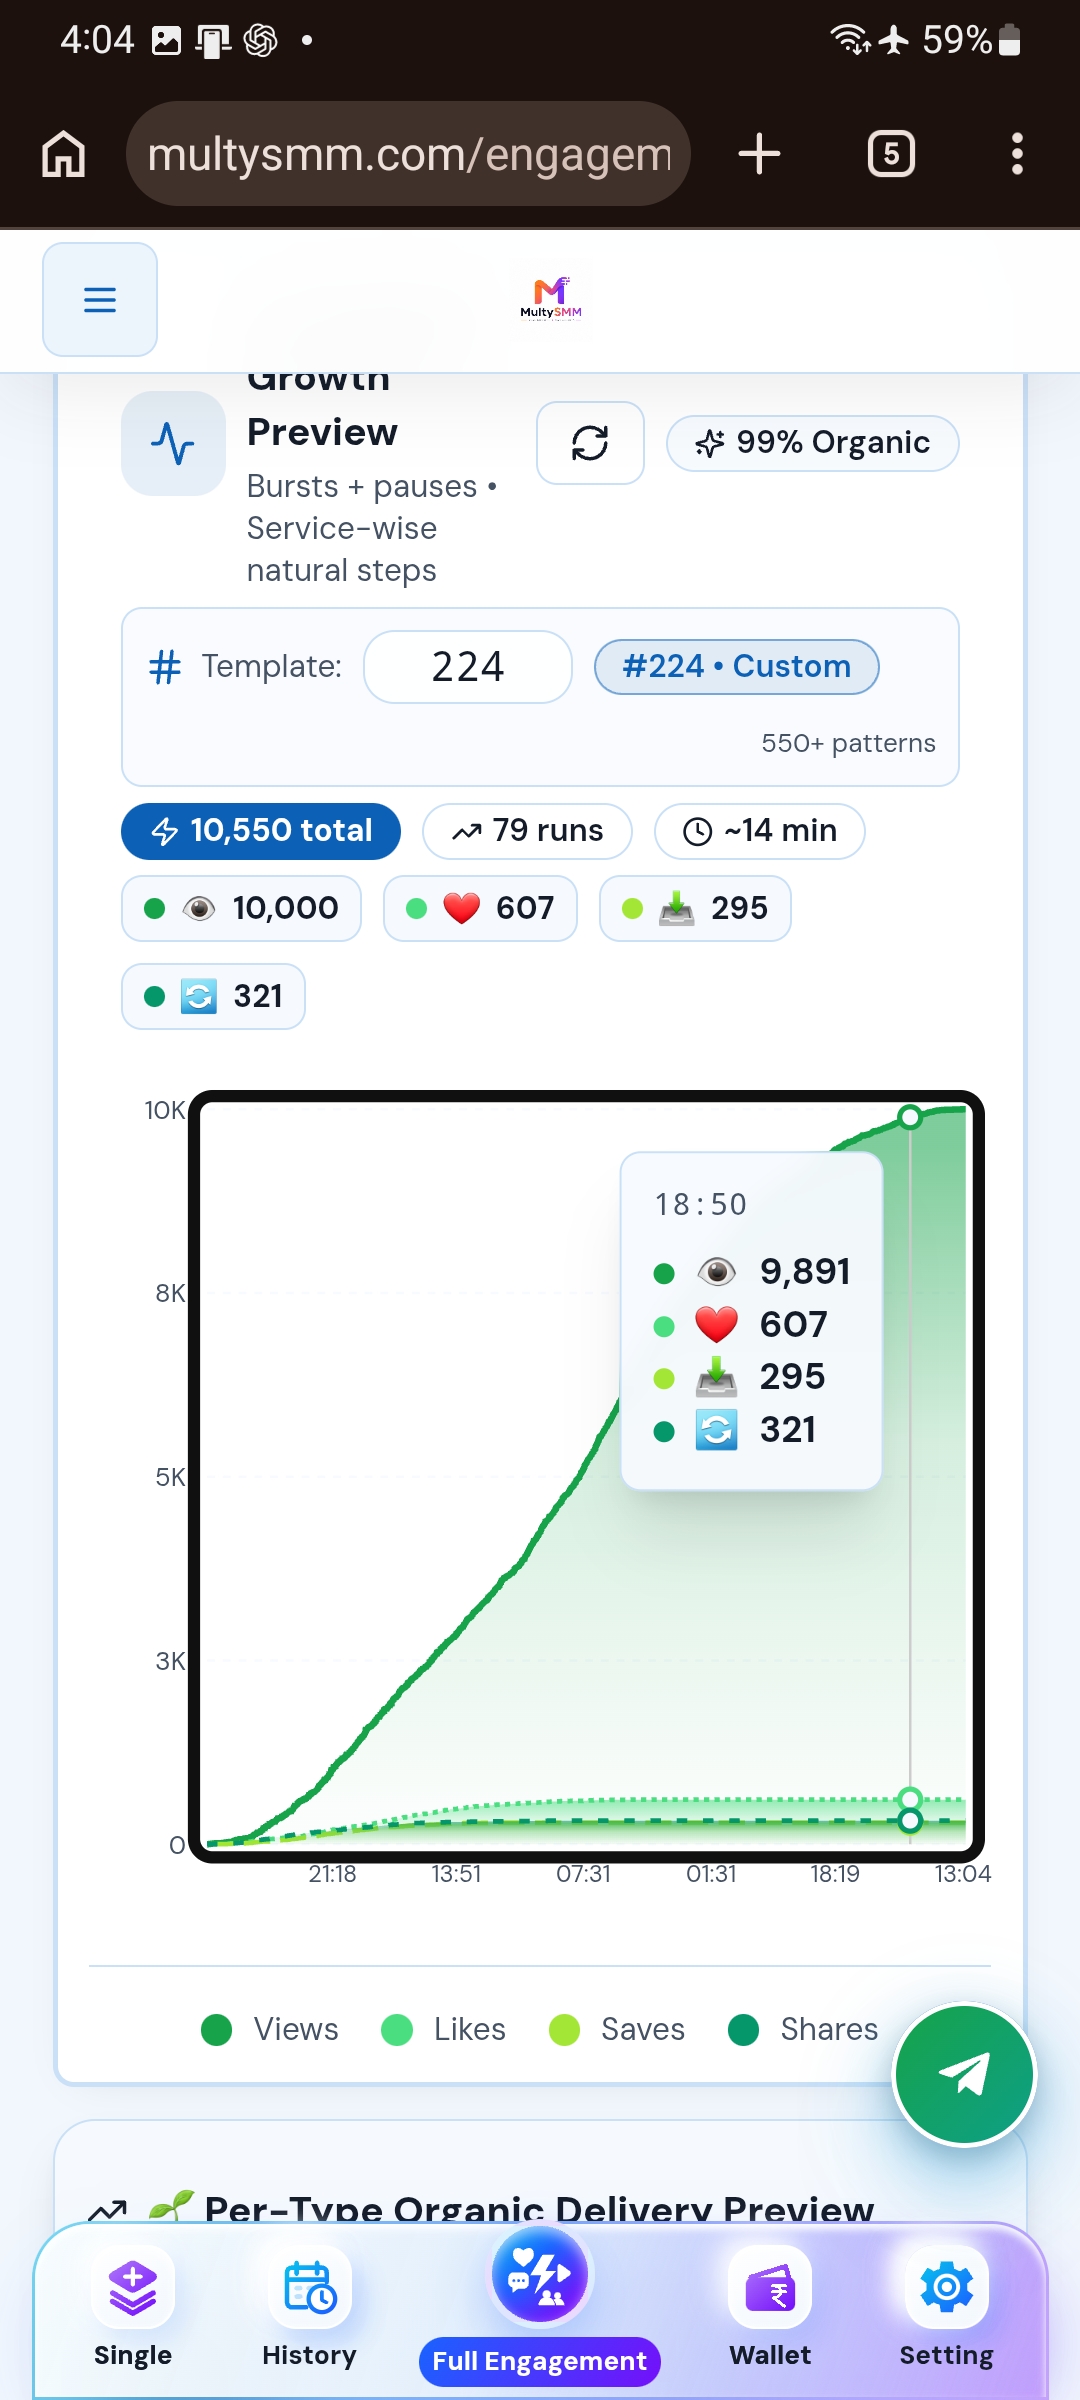 4:04
59%
multysmm.com/engagem
5
MultySMM
Growth
Preview
Bursts + pauses •
Service-wise
natural steps
99% Organic
Template:
224
#224 • Custom
550+ patterns
10,550 total
79 runs
~14 min
10,000
607
295
321
10K
8K
5K
3K
0
18:50
9,891
607
295
321
21:18
13:51
07:31
01:31
18:19
13:04
Views
Likes
Saves
Shares
Per-Type Organic Delivery Preview
Single
History
Full Engagement
Wallet
Setting